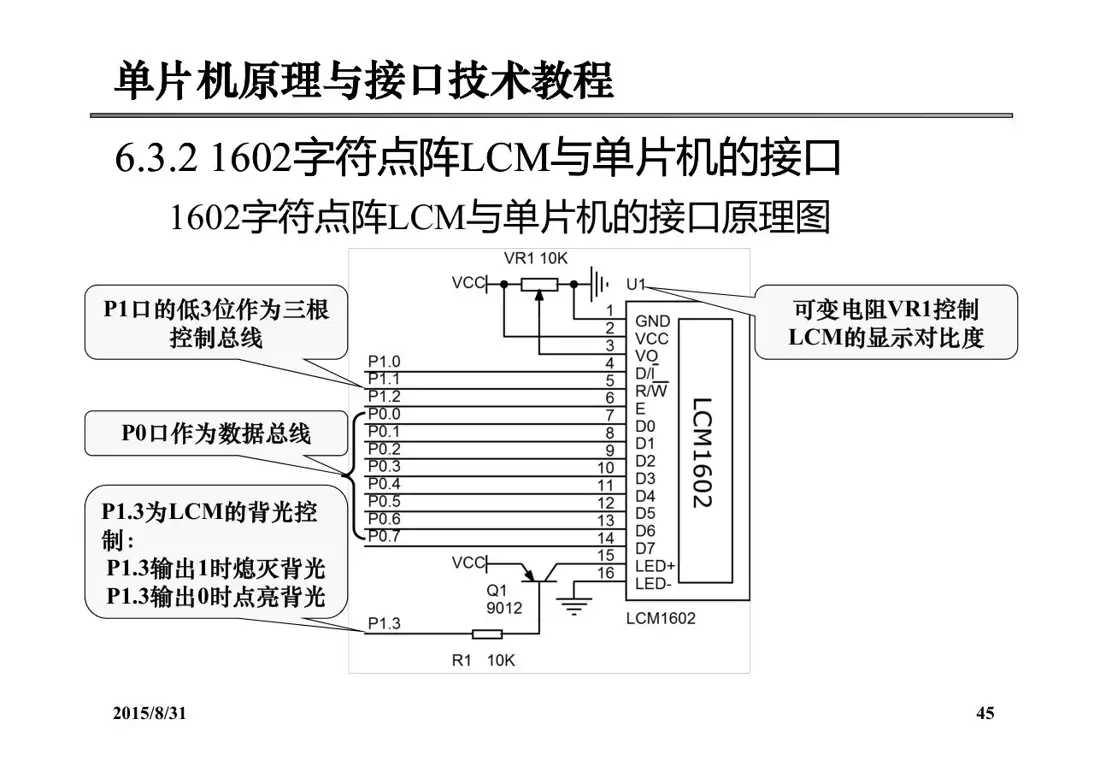 单片机原理与接口技术教程
6.3.2 1602字符点阵LCM与单片机的接口
1602字符点阵LCM与单片机的接口原理图
P1口的低3位作为三根
控制总线
P0口作为数据总线
P1.3为LCM的背光控
制：
P1.3输出1时熄灭背光
P1.3输出0时点亮背光
VR1 10K
VCC
U1
可变电阻VR1控制
LCM的显示对比度
1 GND
2 VCC
3 VO
P1.0 4 D/I
P1.1 5 R/W
P1.2 6 E
P0.0 7 D0
P0.1 8 D1
P0.2 9 D2
P0.3 10 D3
P0.4 11 D4
P0.5 12 D5
P0.6 13 D6
P0.7 14 D7
VCC 15 LED+
16 LED-
LCM1602
Q1
9012
LCM1602
P1.3
R1 10K
2015/8/31
45